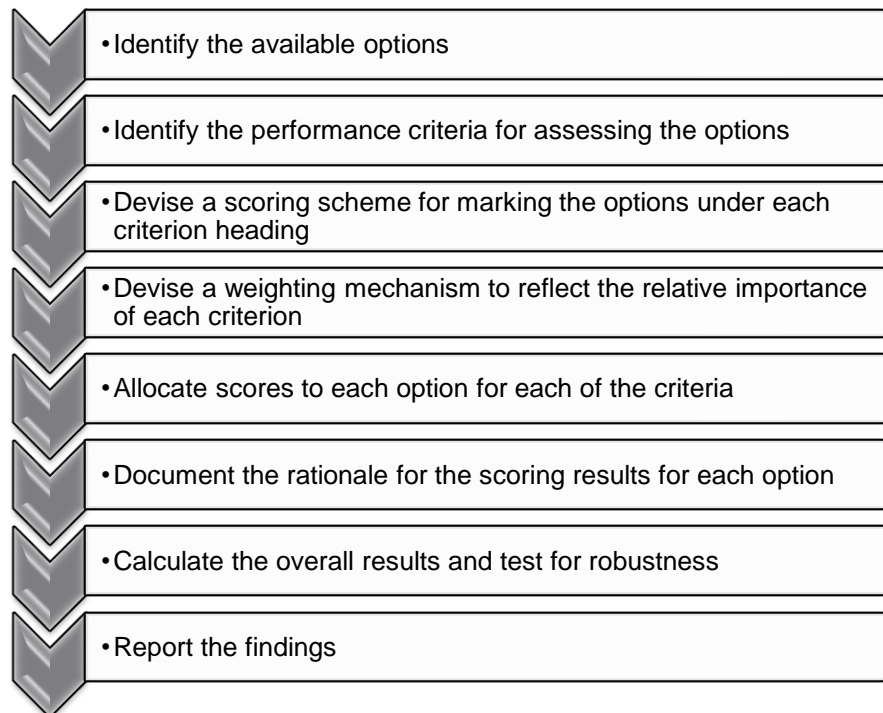 •Identify the available options
•Identify the performance criteria for assessing the options
•Devise a scoring scheme for marking the options under each
criterion heading
•Devise a weighting mechanism to reflect the relative importance
of each criterion
•Allocate scores to each option for each of the criteria
•Document the rationale for the scoring results for each option
•Calculate the overall results and test for robustness
•Report the findings